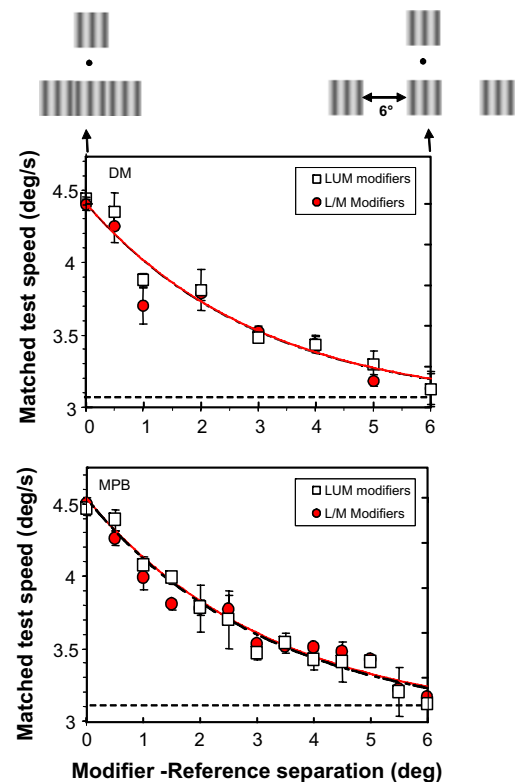 6°
DM
LUM modifiers
L/M Modifiers
Matched test speed (deg/s)
4.5
4
3.5
3
0 1 2 3 4 5 6
MPB
LUM modifiers
L/M Modifiers
Matched test speed (deg/s)
4.5
4
3.5
3
0 1 2 3 4 5 6
Modifier -Reference separation (deg)